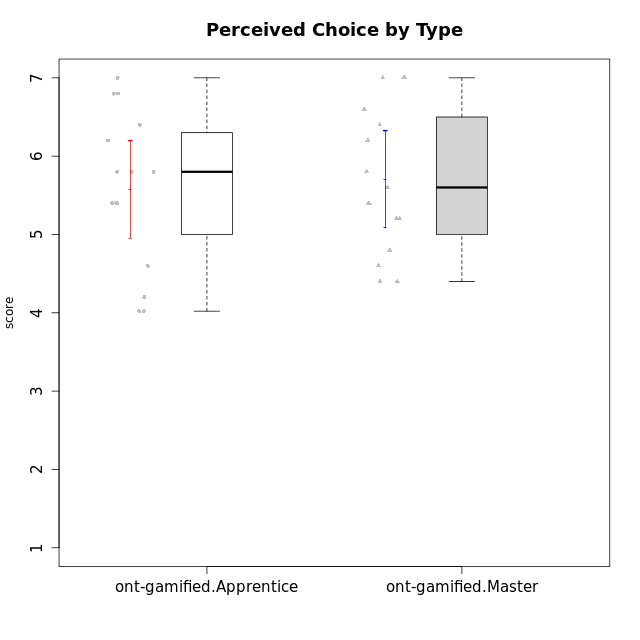 Perceived Choice by Type
score
7
6
5
4
3
2
1
ont-gamified.Apprentice
ont-gamified.Master